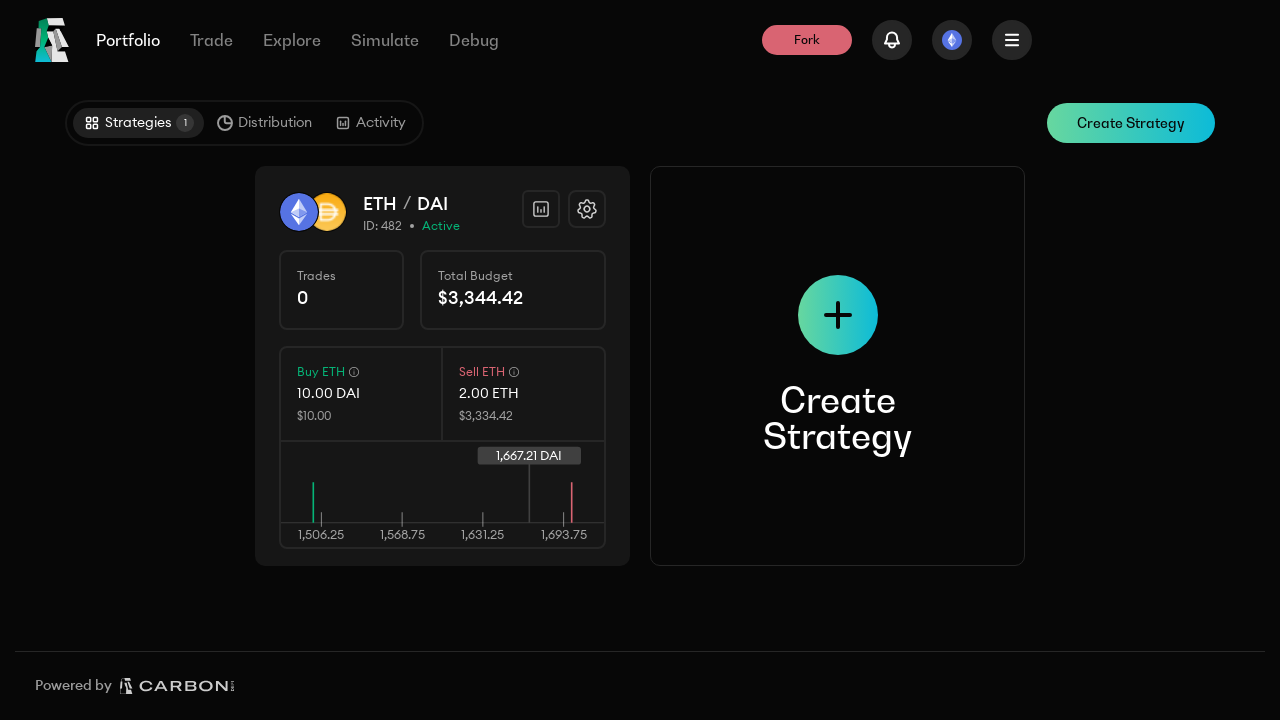 Portfolio Trade Explore Simulate Debug Fork
Strategies 1 Distribution Activity Create Strategy
ETH / DAI
ID: 482 • Active
Trades
0
Total Budget
$3,344.42
Buy ETH
10.00 DAI
$10.00
Sell ETH
2.00 ETH
$3,334.42
1,667.21 DAI
1,506.25 1,568.75 1,631.25 1,693.75
Create
Strategy
Powered by CARBON